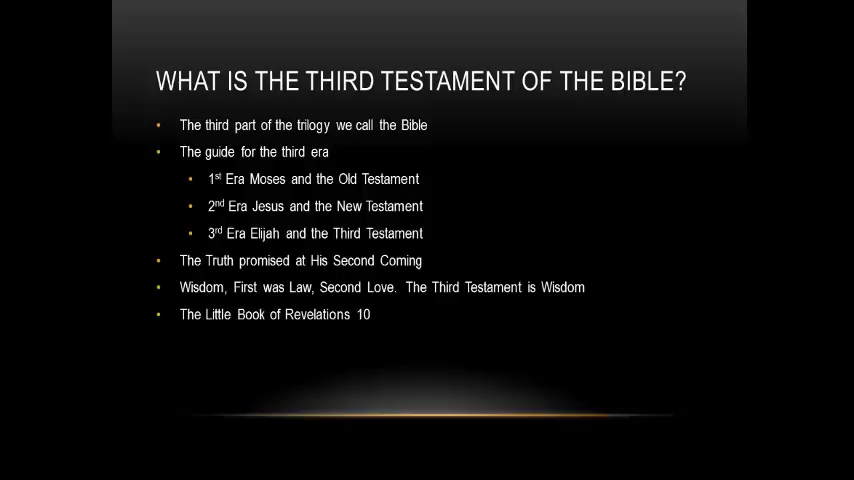 WHAT IS THE THIRD TESTAMENT OF THE BIBLE?
• The third part of the trilogy we call the Bible
• The guide for the third era
• 1st Era Moses and the Old Testament
• 2nd Era Jesus and the New Testament
• 3rd Era Elijah and the Third Testament
• The Truth promised at His Second Coming
• Wisdom, First was Law, Second Love. The Third Testament is Wisdom
• The Little Book of Revelations 10